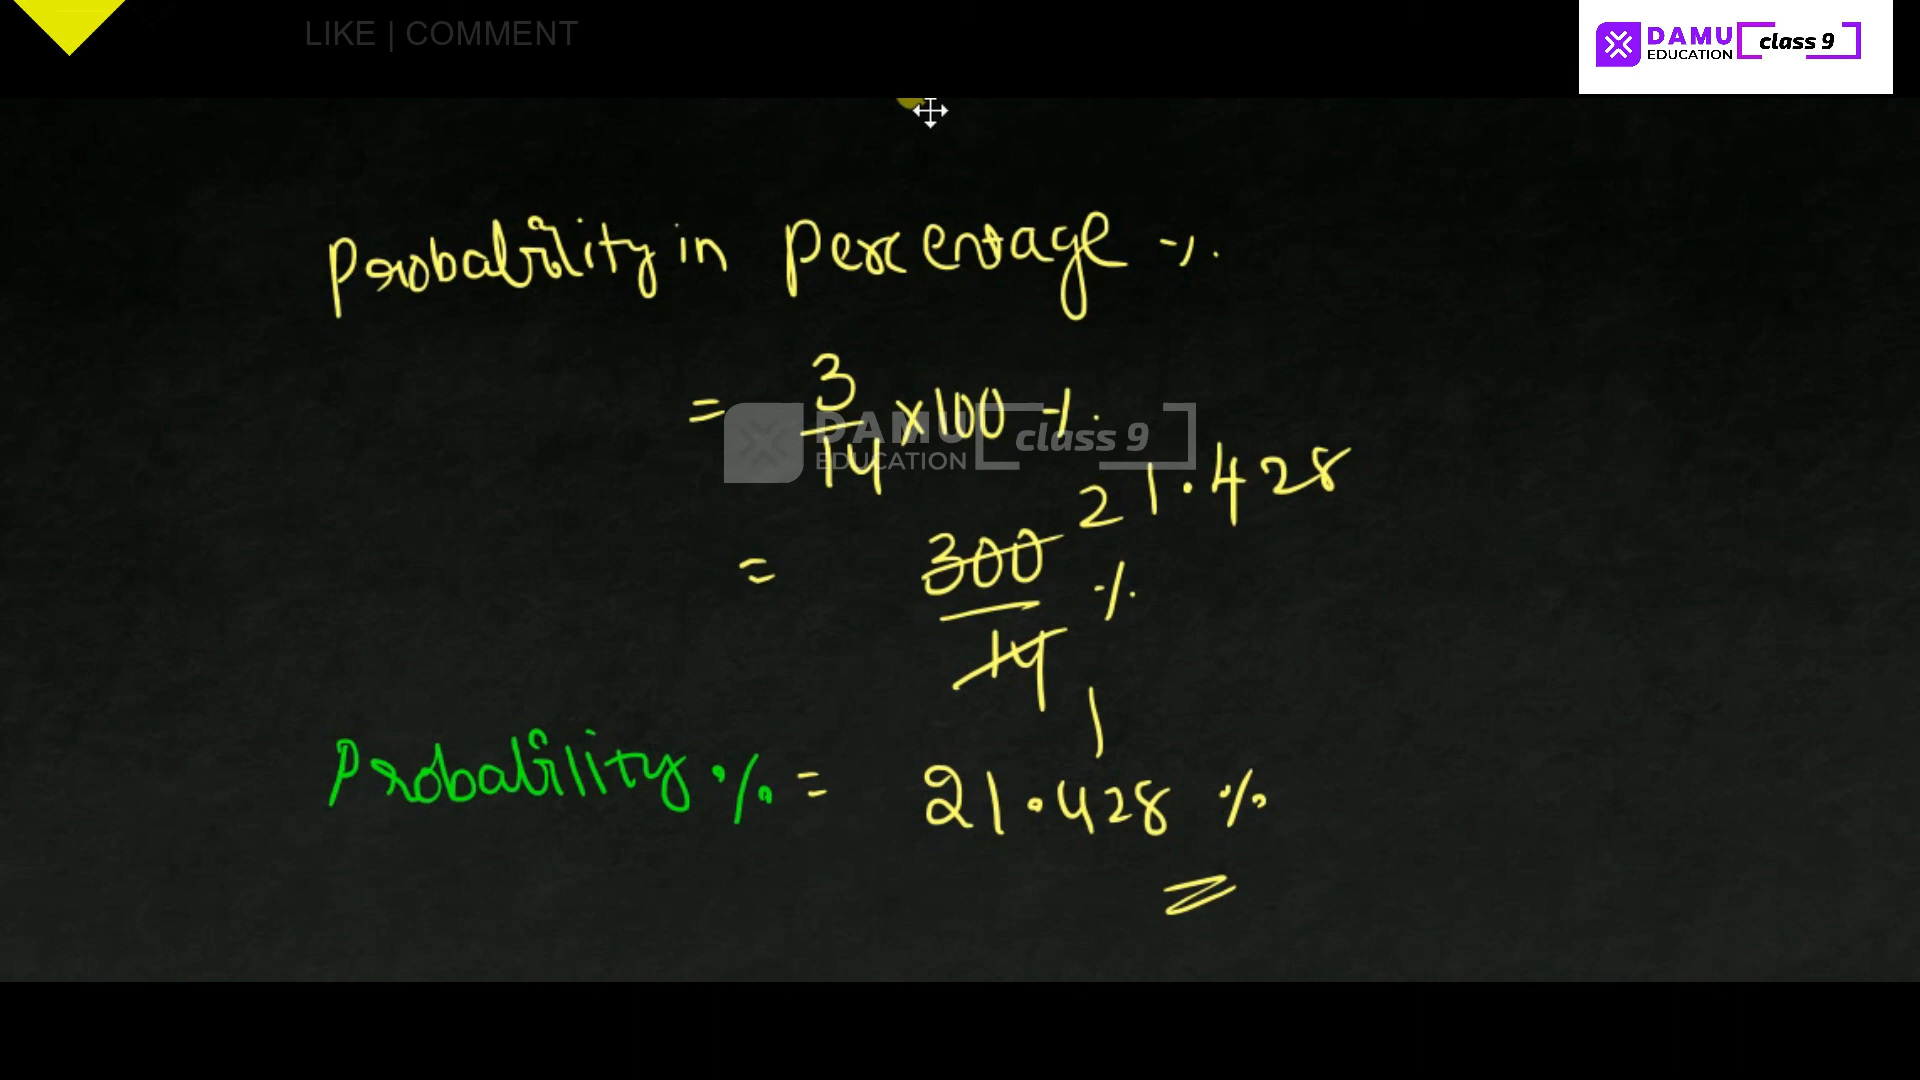 LIKE | COMMENT
DAMU
EDUCATION
class 9
Probability in percentage %
= 3/14 × 100 %
DAMU
EDUCATION
class 9
21.428
= 300/14 %
1
Probability % = 21.428 %